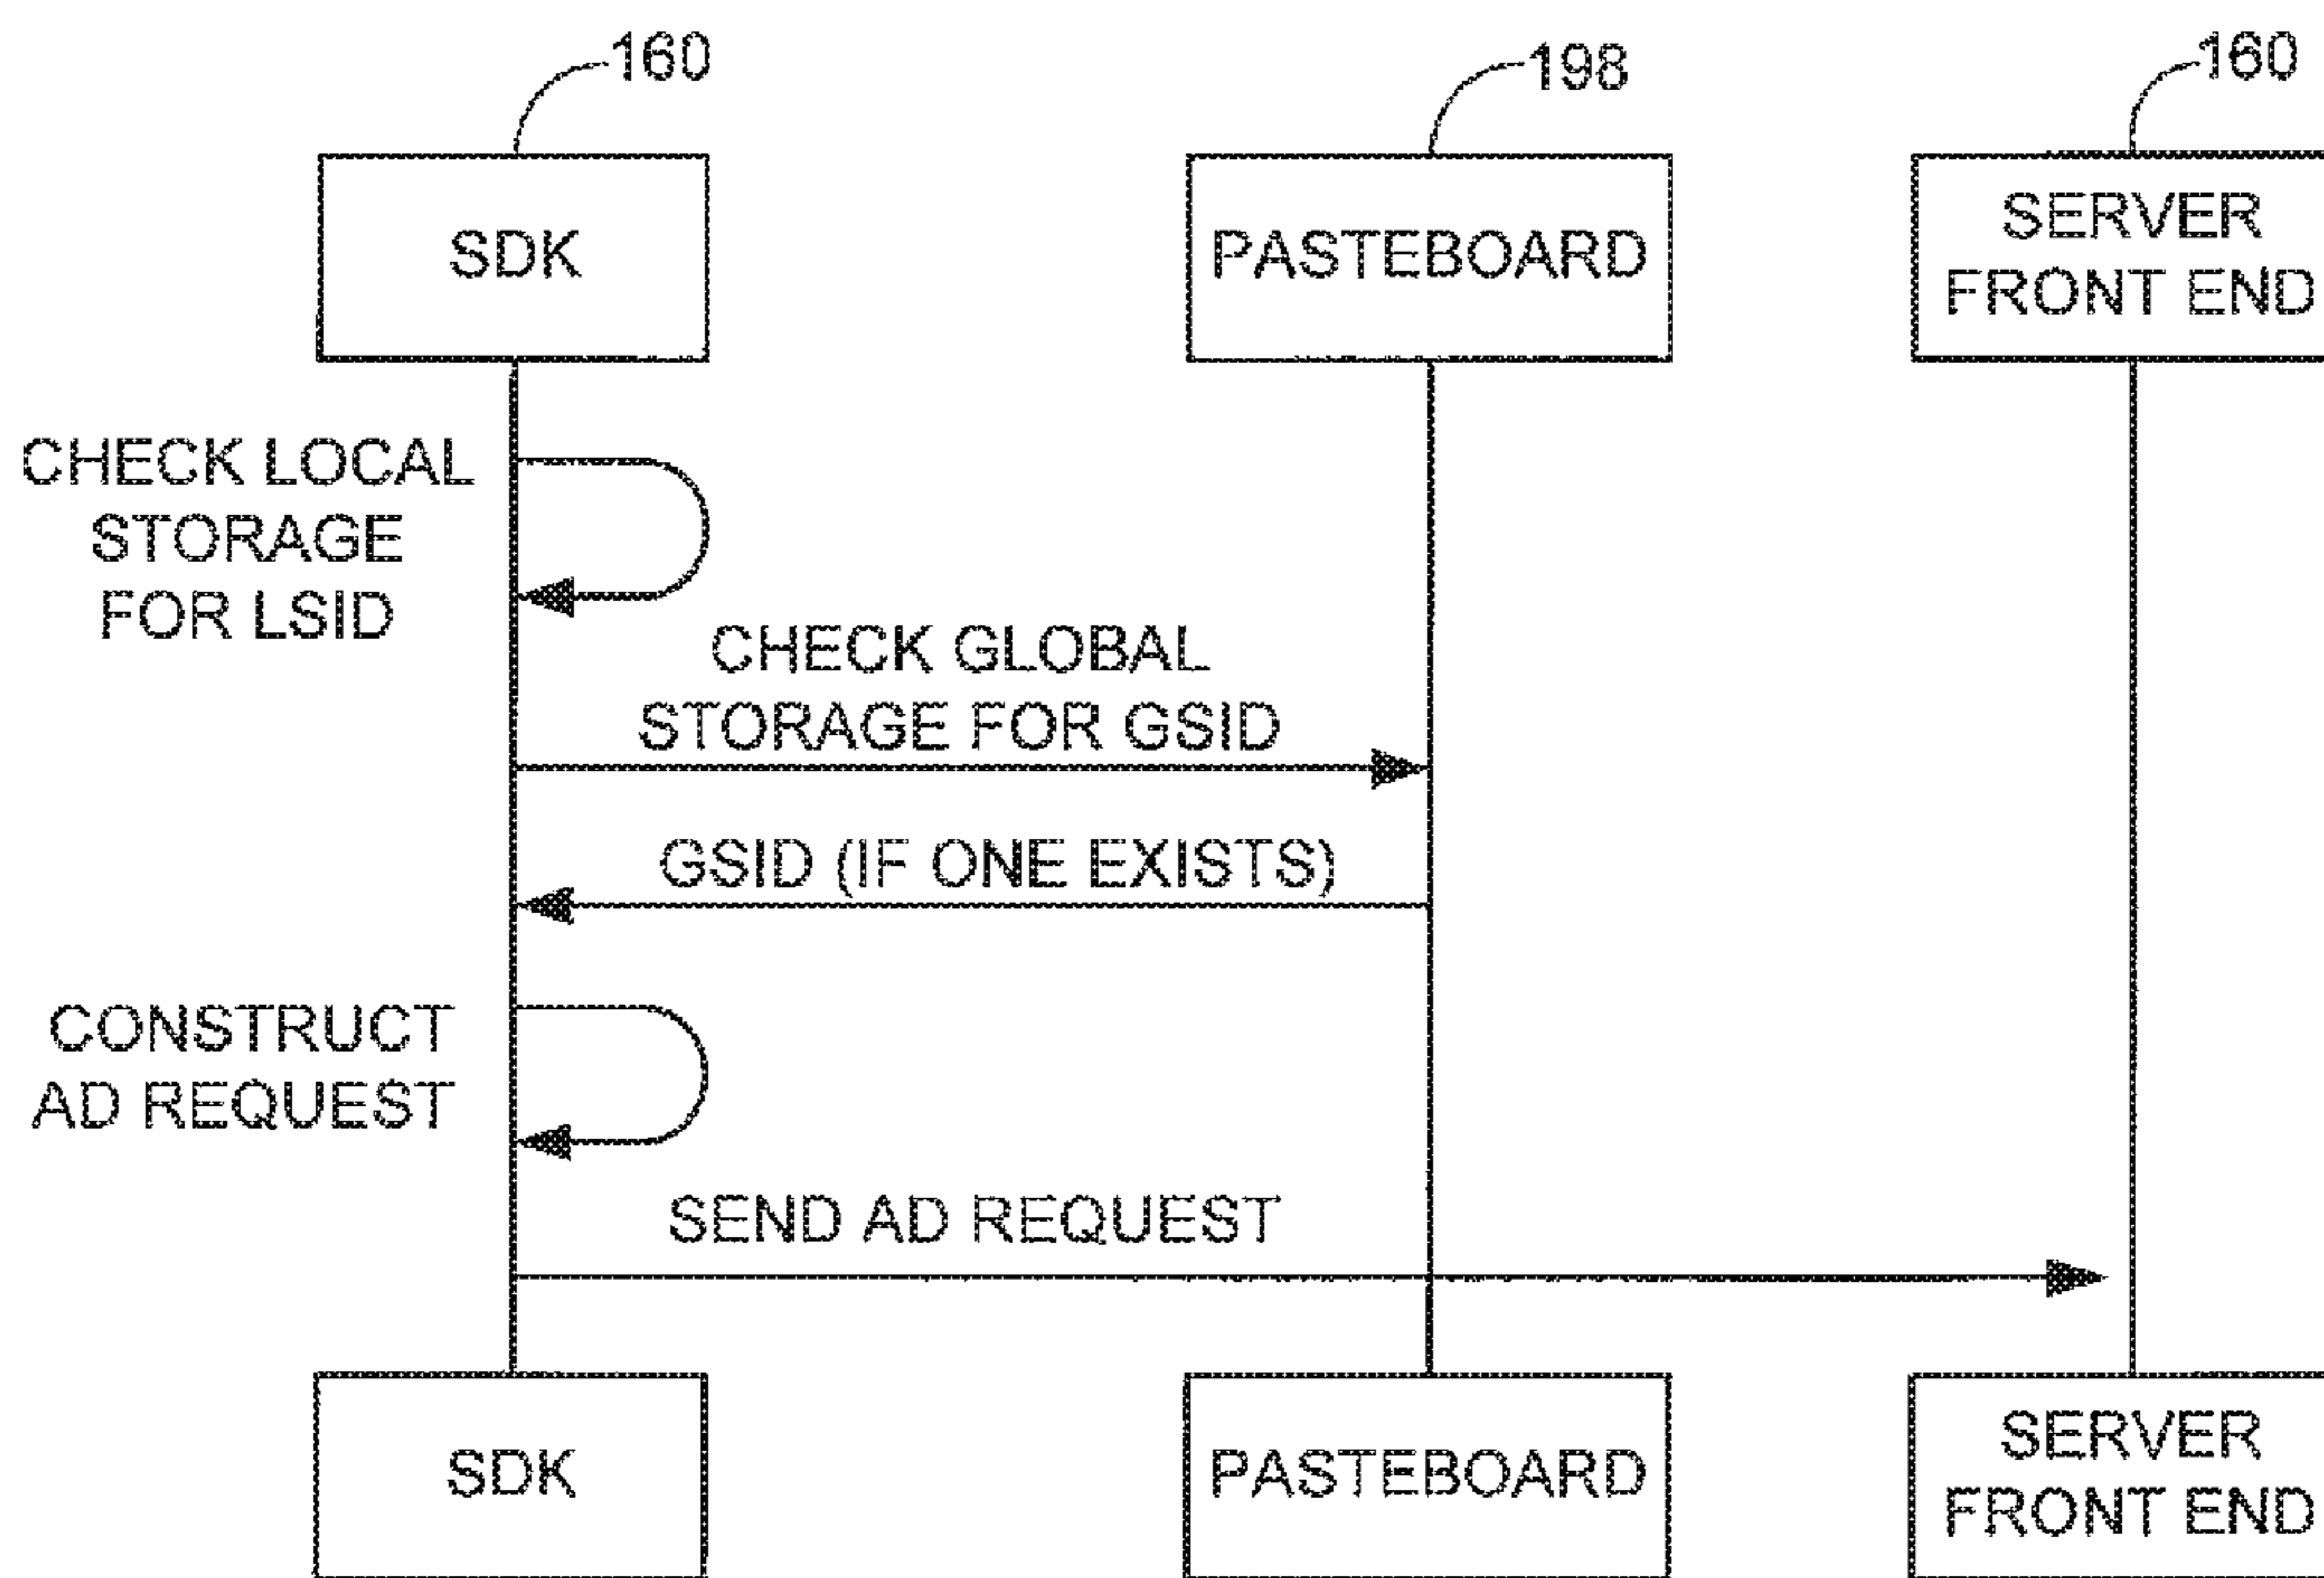 160
198
160
SDK
PASTEBOARD
SERVER
FRONT END
CHECK LOCAL
STORAGE
FOR LSID
CHECK GLOBAL
STORAGE FOR GSID
GSID (IF ONE EXISTS)
CONSTRUCT
AD REQUEST
SEND AD REQUEST
SDK
PASTEBOARD
SERVER
FRONT END